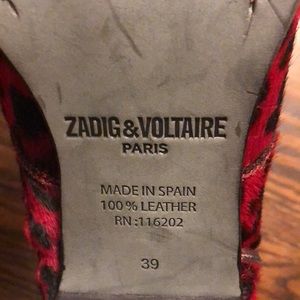 ZADIG&VOLTAIRE
PARIS
MADE IN SPAIN
100% LEATHER
RN:116202
39